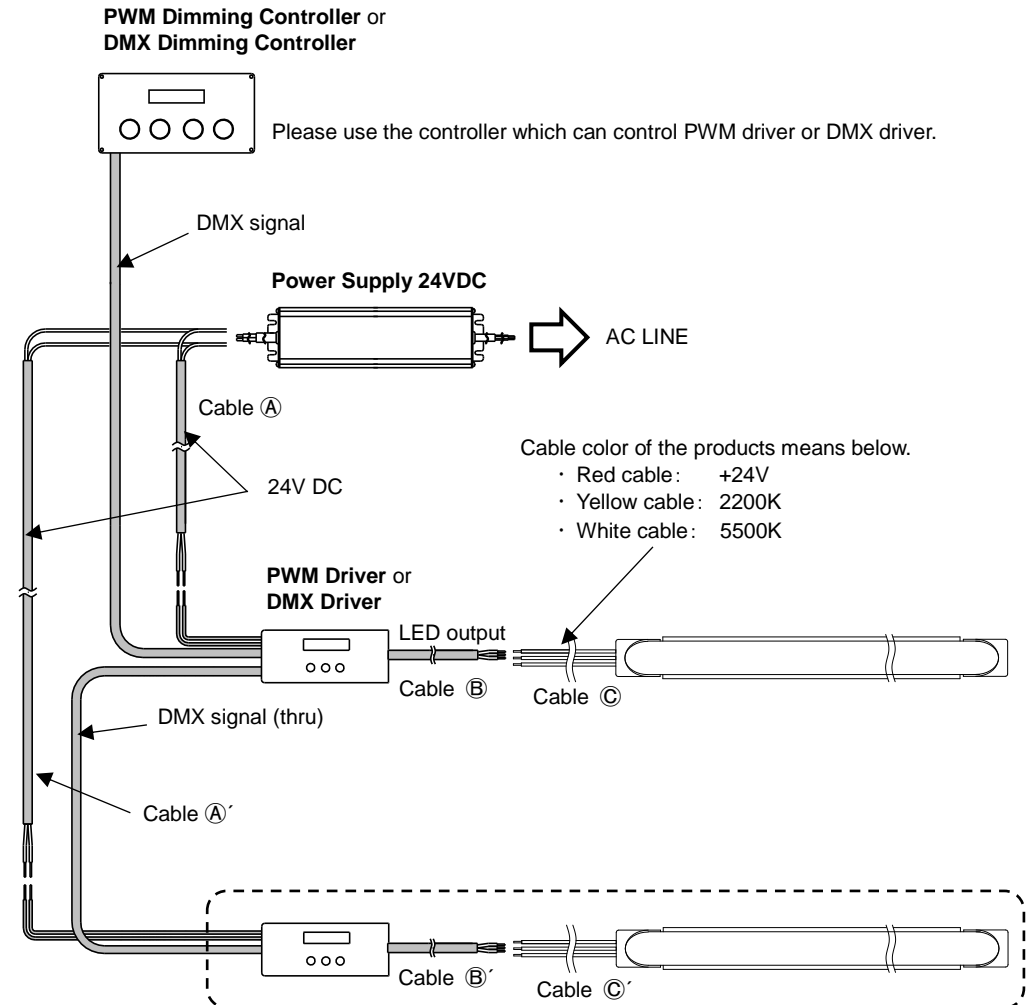 PWM Dimming Controller or
DMX Dimming Controller
Please use the controller which can control PWM driver or DMX driver.
DMX signal
Power Supply 24VDC
AC LINE
Cable Ⓐ
Cable color of the products means below.
・ Red cable： +24V
・ Yellow cable： 2200K
・ White cable： 5500K
24V DC
PWM Driver or
DMX Driver
LED output
Cable Ⓑ
Cable Ⓒ
DMX signal (thru)
Cable Ⓐ´
Cable Ⓑ´
Cable Ⓒ´